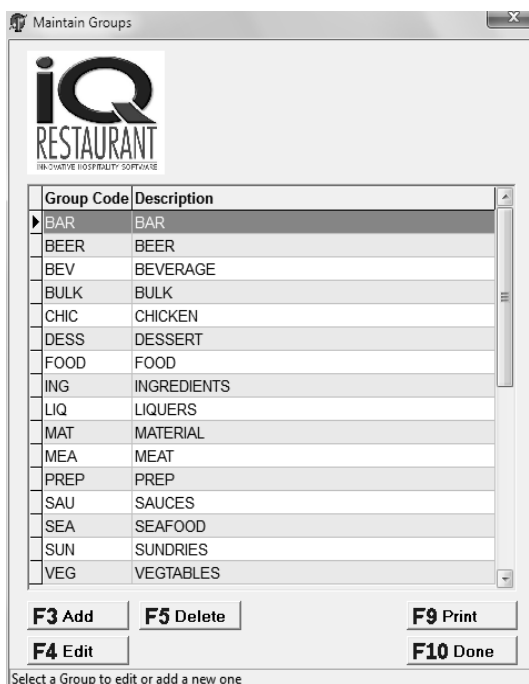 Maintain Groups
iQ
RESTAURANT
INNOVATIVE HOSPITALITY SOFTWARE
Group Code Description
BAR BAR
BEER BEER
BEV BEVERAGE
BULK BULK
CHIC CHICKEN
DESS DESSERT
FOOD FOOD
ING INGREDIENTS
LIQ LIQUERS
MAT MATERIAL
MEA MEAT
PREP PREP
SAU SAUCES
SEA SEAFOOD
SUN SUNDRIES
VEG VEGTABLES
F3 Add F5 Delete F9 Print
F4 Edit F10 Done
Select a Group to edit or add a new one